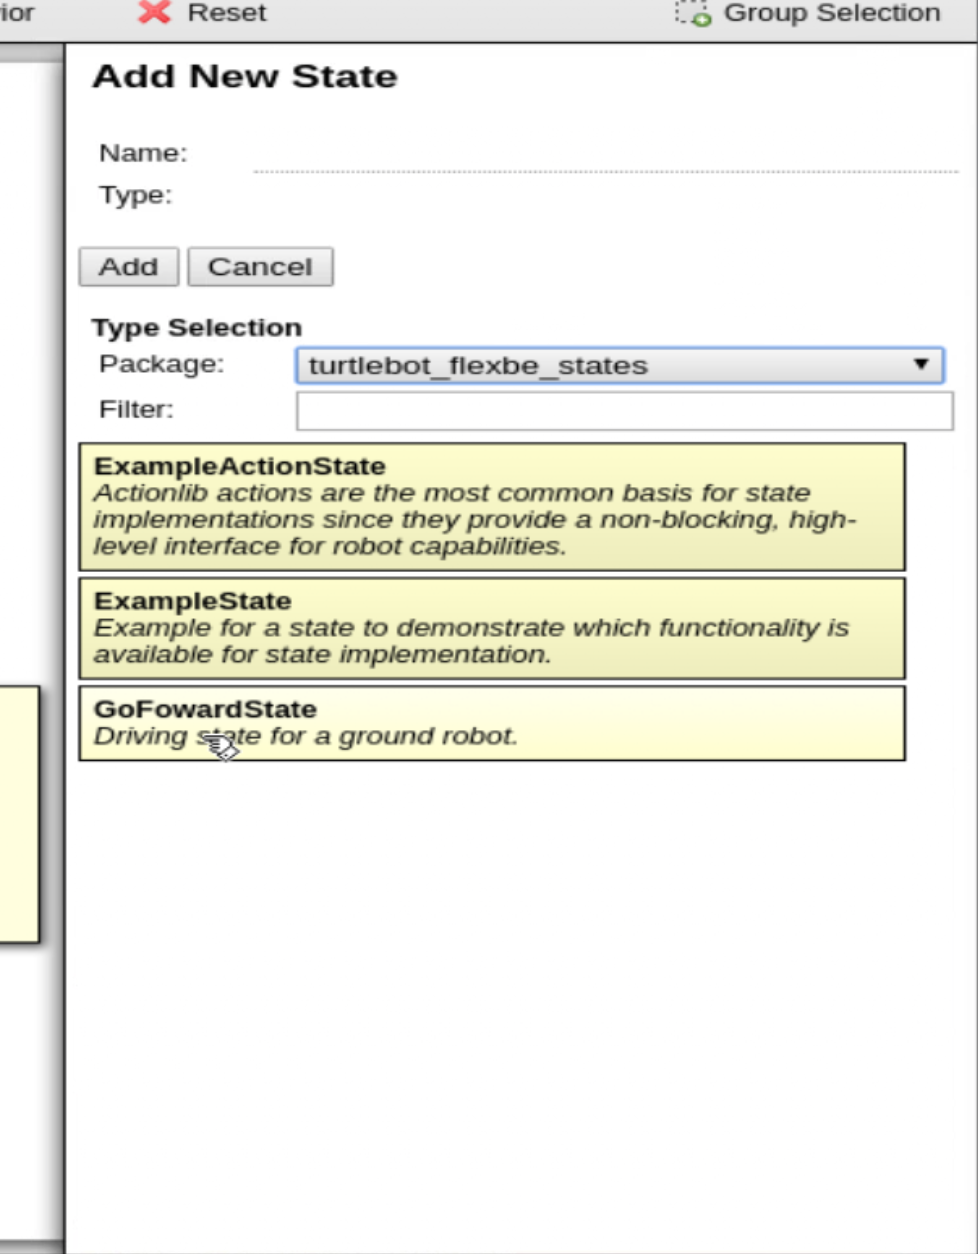 ior Reset Group Selection
Add New State
Name:
Type:
Add Cancel
Type Selection
Package: turtlebot_flexbe_states
Filter:
ExampleActionState
Actionlib actions are the most common basis for state
implementations since they provide a non-blocking, high-
level interface for robot capabilities.
ExampleState
Example for a state to demonstrate which functionality is
available for state implementation.
GoFowardState
Driving state for a ground robot.